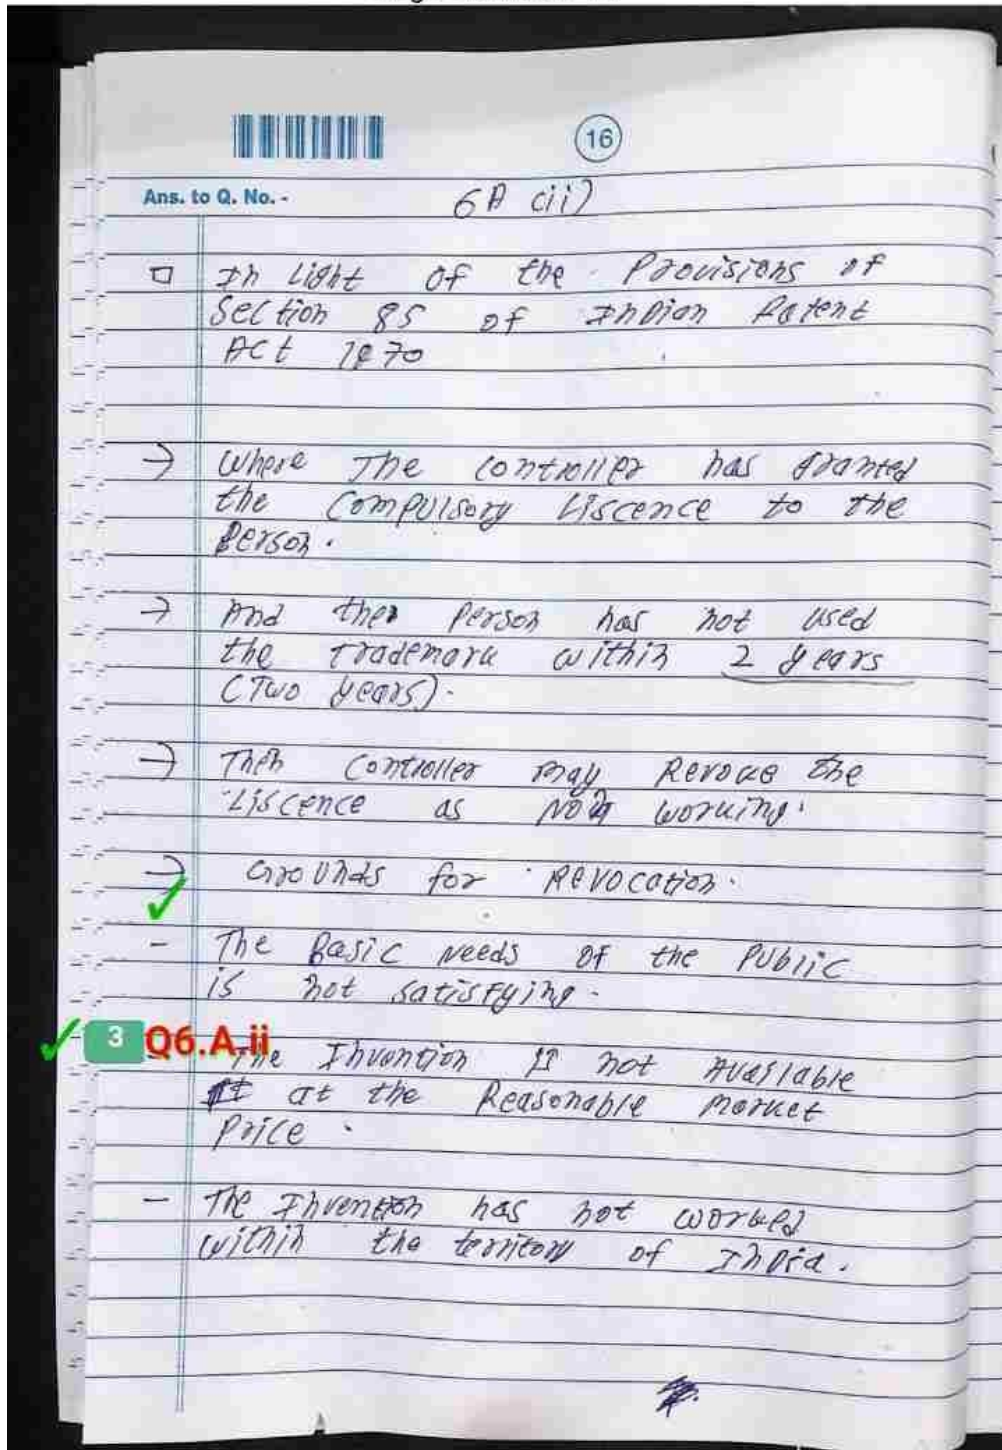 16
Ans. to Q. No. -
6A (ii)
In Light of the Provisions of
Section 85 of Indian Patent
Act 1970
→ Where The controller has granted
the compulsory Liscence to the
person.
→ And the person has not used
the trademark within 2 years
(Two years).
→ Then Controller may Revoke the
Liscence as Non working.
→ Grounds for Revocation.
- The Basic Needs of the Public
is not satisfying.
3 Q6.A.ii
The Invention is not Available
at the Reasonable Market
Price.
- The Invention has not worked
within the territory of India.